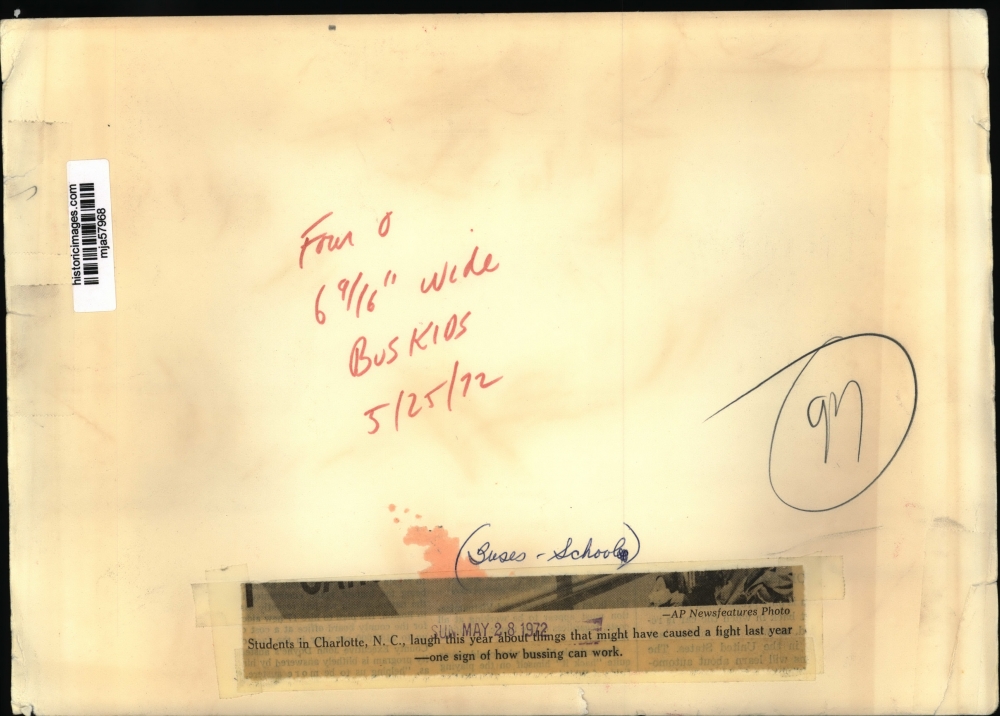 historicimages.com
mja57968
Four 0
6 9/16" Wide
BUS KIDS
5/25/72
(Buses - Schools)
—AP Newsfeatures Photo
SUN MAY 28 1972
Students in Charlotte, N. C., laugh this year about things that might have caused a fight last year
—one sign of how bussing can work.